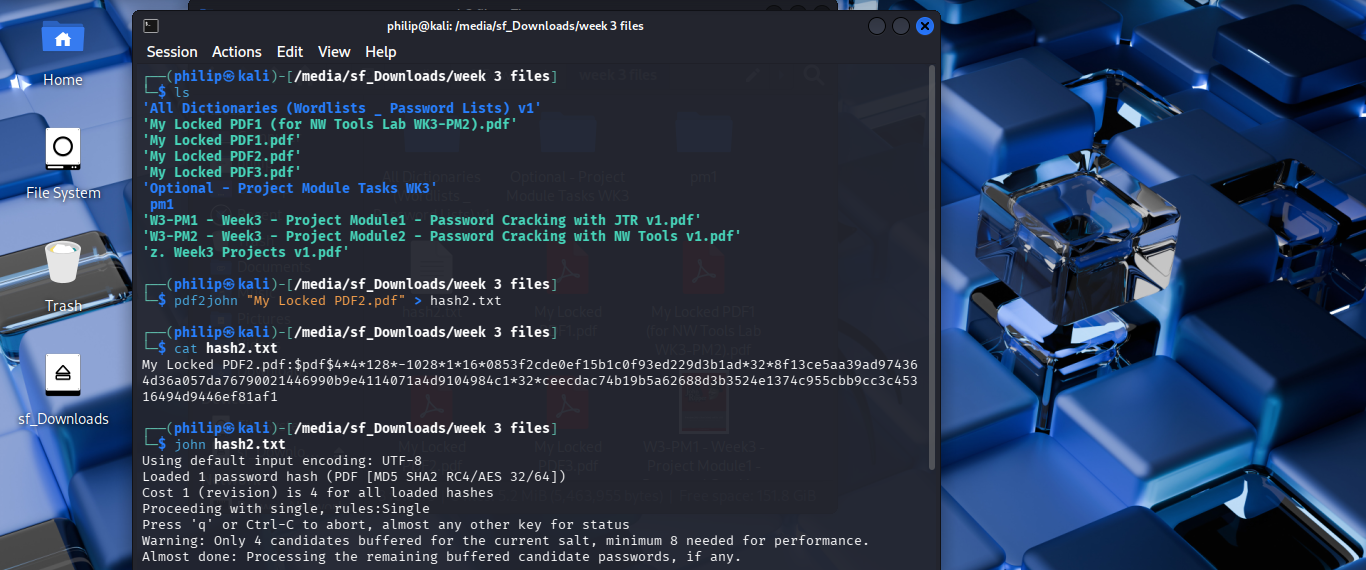 philip@kali: /media/sf_Downloads/week 3 files
Session Actions Edit View Help
┌──(philip㉿kali)-[/media/sf_Downloads/week 3 files]
└─$ ls
'All Dictionaries (Wordlists _ Password Lists) v1'
'My Locked PDF1 (for NW Tools Lab WK3-PM2).pdf'
'My Locked PDF1.pdf'
'My Locked PDF2.pdf'
'My Locked PDF3.pdf'
'Optional - Project Module Tasks WK3'
pm1
'W3-PM1 - Week3 - Project Module1 - Password Cracking with JTR v1.pdf'
'W3-PM2 - Week3 - Project Module2 - Password Cracking with NW Tools v1.pdf'
'z. Week3 Projects v1.pdf'
┌──(philip㉿kali)-[/media/sf_Downloads/week 3 files]
└─$ pdf2john "My Locked PDF2.pdf" > hash2.txt
┌──(philip㉿kali)-[/media/sf_Downloads/week 3 files]
└─$ cat hash2.txt
My Locked PDF2.pdf:$pdf$4*4*128*-1028*1*16*0853f2cde0ef15b1c0f93ed229d3b1ad*32*8f13ce5aa39ad974364
4d36a057da76790021446990b9e4114071a4d9104984c1*32*ceecdac74b19b5a62688d3b3524e1374c955cbb9cc3c453
16494d9446ef81af1
┌──(philip㉿kali)-[/media/sf_Downloads/week 3 files]
└─$ john hash2.txt
Using default input encoding: UTF-8
Loaded 1 password hash (PDF [MD5 SHA2 RC4/AES 32/64])
Cost 1 (revision) is 4 for all loaded hashes
Proceeding with single, rules:Single
Press 'q' or Ctrl-C to abort, almost any other key for status
Warning: Only 4 candidates buffered for the current salt, minimum 8 needed for performance.
Almost done: Processing the remaining buffered candidate passwords, if any.
Home
File System
Trash
sf_Downloads